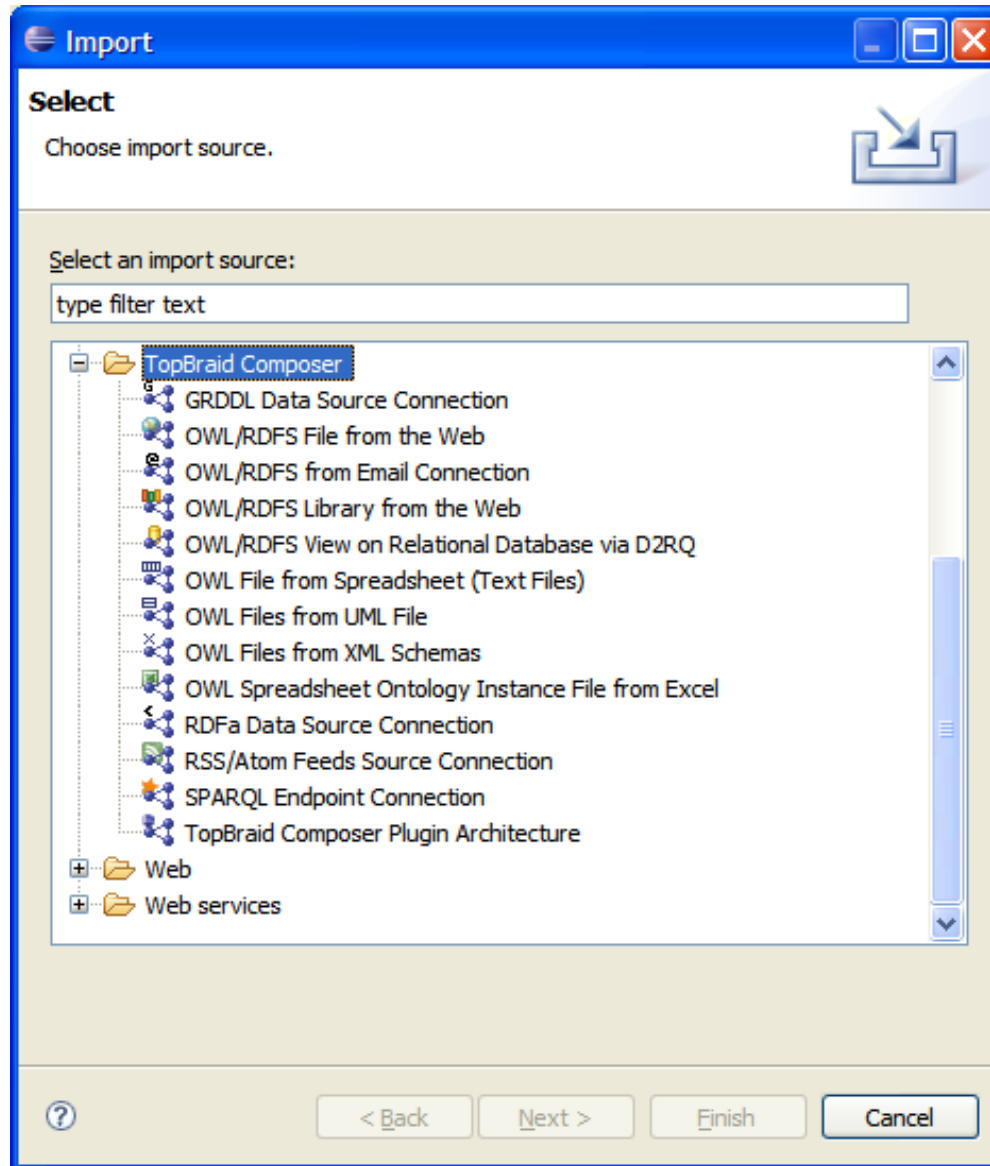 Import
Select
Choose import source.
Select an import source:
type filter text
TopBraid Composer
GRDDL Data Source Connection
OWL/RDFS File from the Web
OWL/RDFS from Email Connection
OWL/RDFS Library from the Web
OWL/RDFS View on Relational Database via D2RQ
OWL File from Spreadsheet (Text Files)
OWL Files from UML File
OWL Files from XML Schemas
OWL Spreadsheet Ontology Instance File from Excel
RDFa Data Source Connection
RSS/Atom Feeds Source Connection
SPARQL Endpoint Connection
TopBraid Composer Plugin Architecture
Web
Web services
< Back Next > Finish Cancel